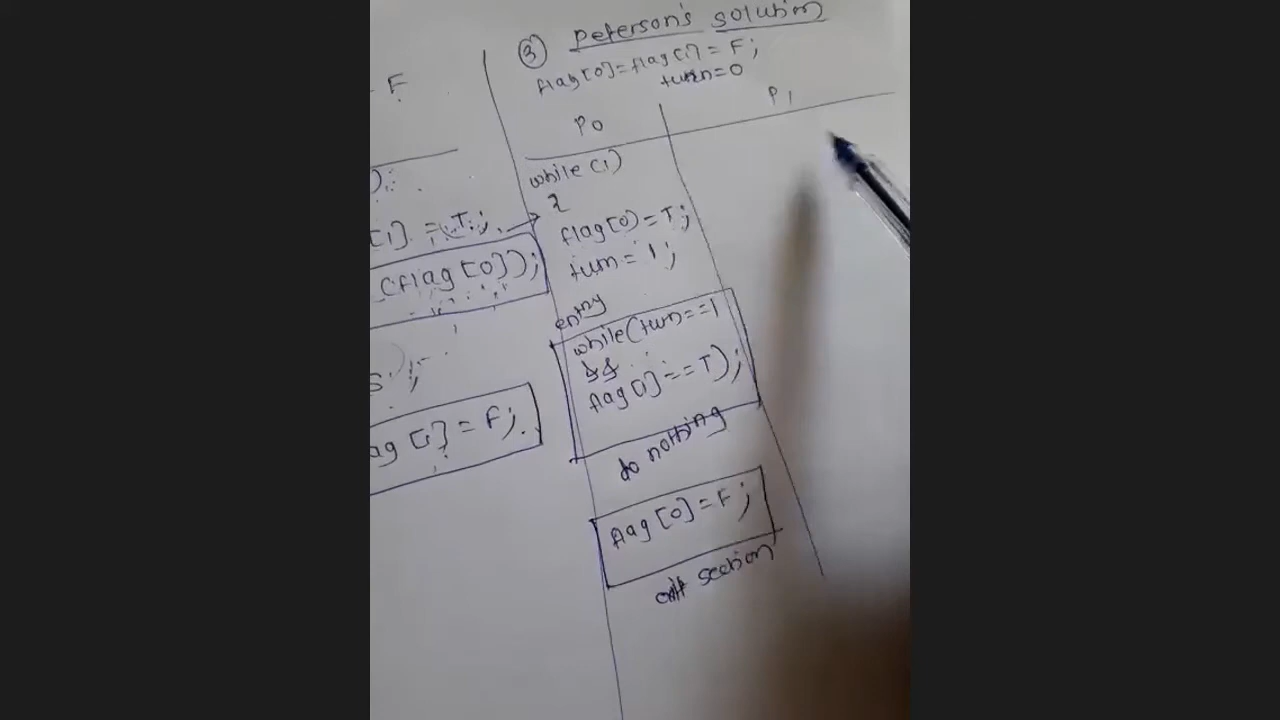 F
);
[1] = T;
(flag[0]);
S';
ag [1] = F;
③ Peterson's solution
flag[0]=flag[1] = F;
turn=0
P0
P1
while (1)
{
flag[0] = T;
turn = 1;
entry
while(turn==1
&&
flag[1]==T);
do nothing
flag[0]=F;
section